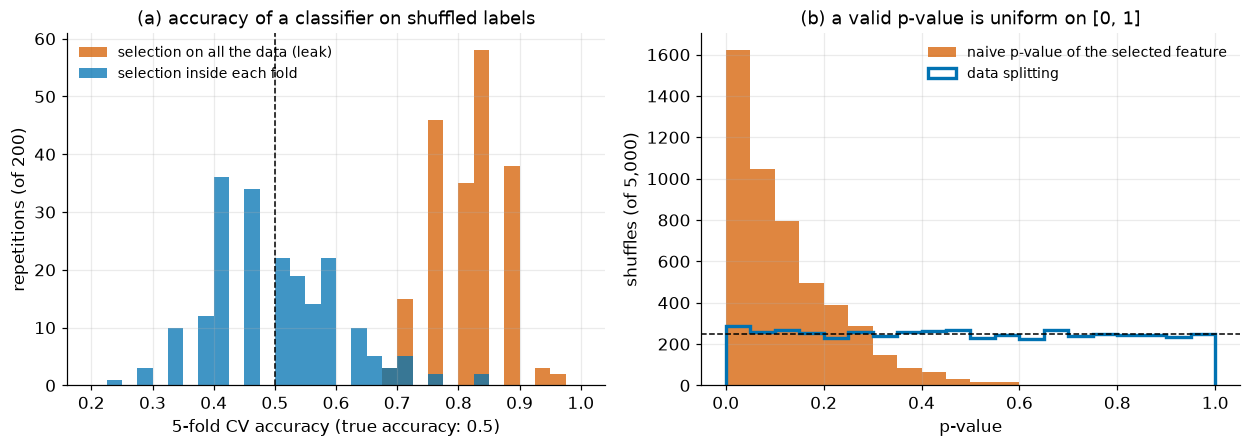 (a) accuracy of a classifier on shuffled labels
selection on all the data (leak)
selection inside each fold
60
50
40
30
20
10
0
repetitions (of 200)
0.2 0.3 0.4 0.5 0.6 0.7 0.8 0.9 1.0
5-fold CV accuracy (true accuracy: 0.5)
(b) a valid p-value is uniform on [0, 1]
naive p-value of the selected feature
data splitting
1600
1400
1200
1000
800
600
400
200
0
shuffles (of 5,000)
0.0 0.2 0.4 0.6 0.8 1.0
p-value